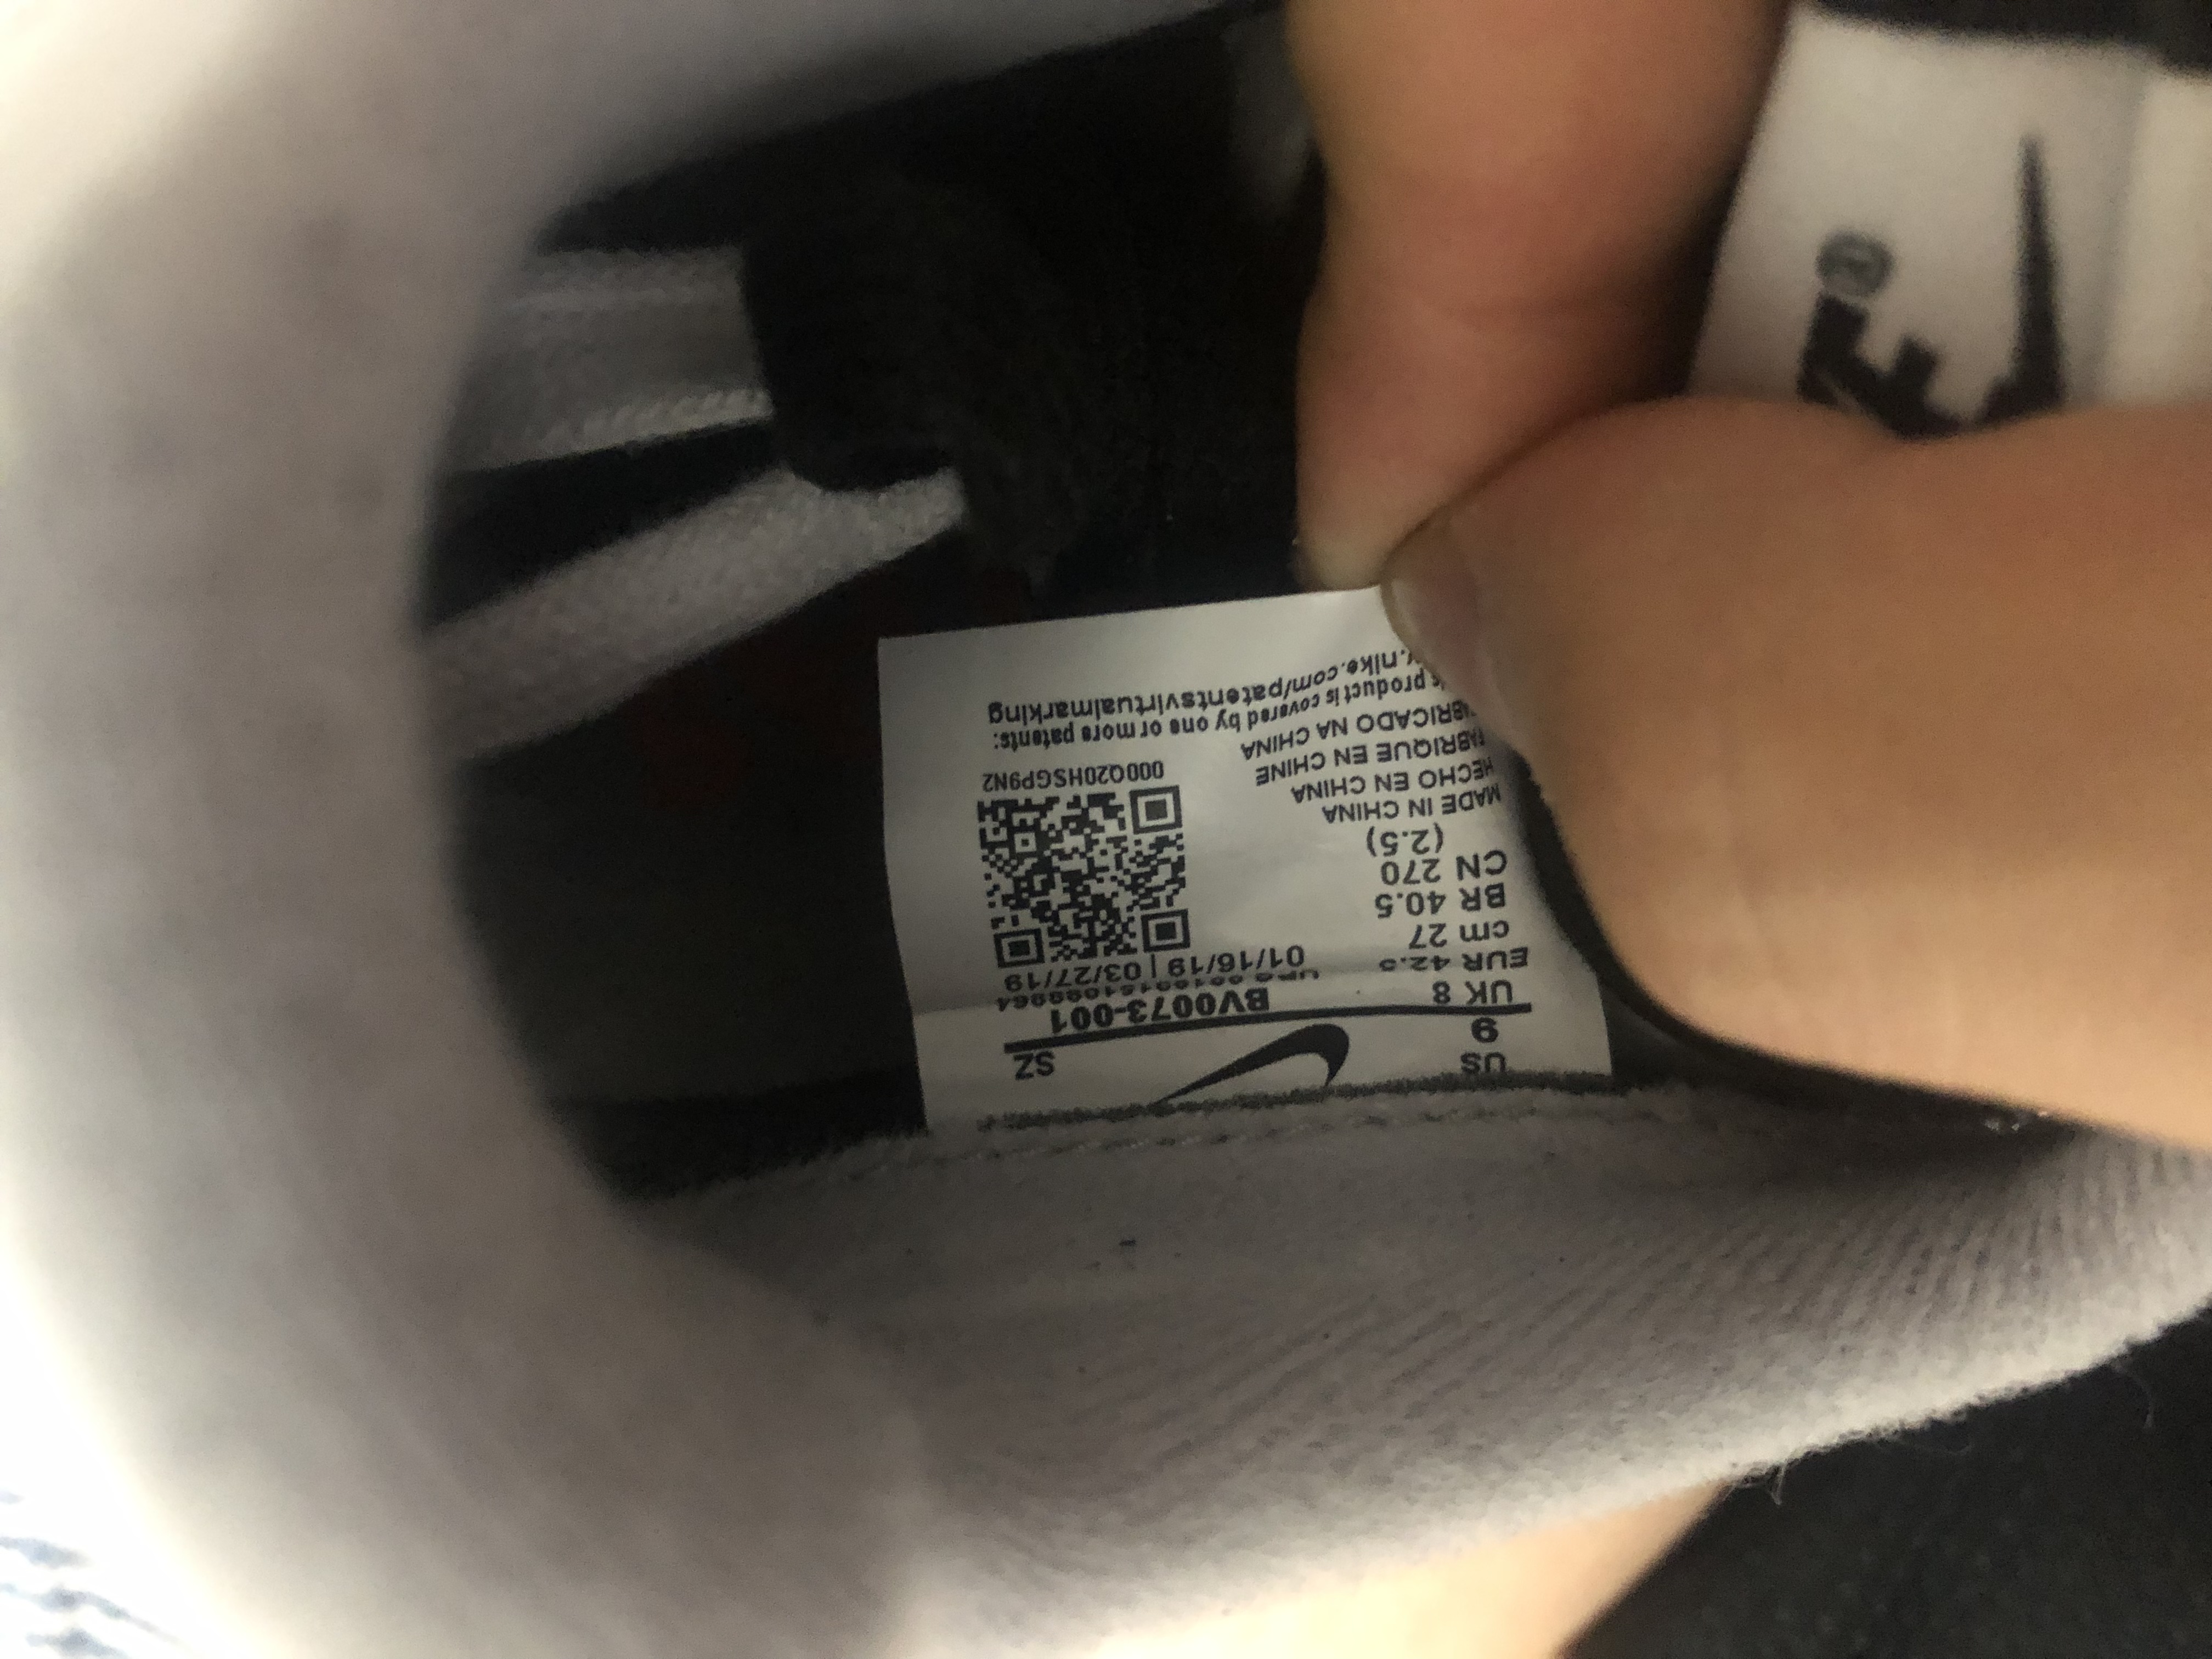 US
9
SZ
UK 8
EUR 42.5
cm 27
BR 40.5
CN 270
(2.5)
BV0073-001
01/16/19 | 03/27/19
MADE IN CHINA
HECHO EN CHINA
FABRIQUE EN CHINE
FABRICADO NA CHINA
000Q20HSGP9N2
product is covered by one or more patents:
.nike.com/patentsvirtualmarking
E®